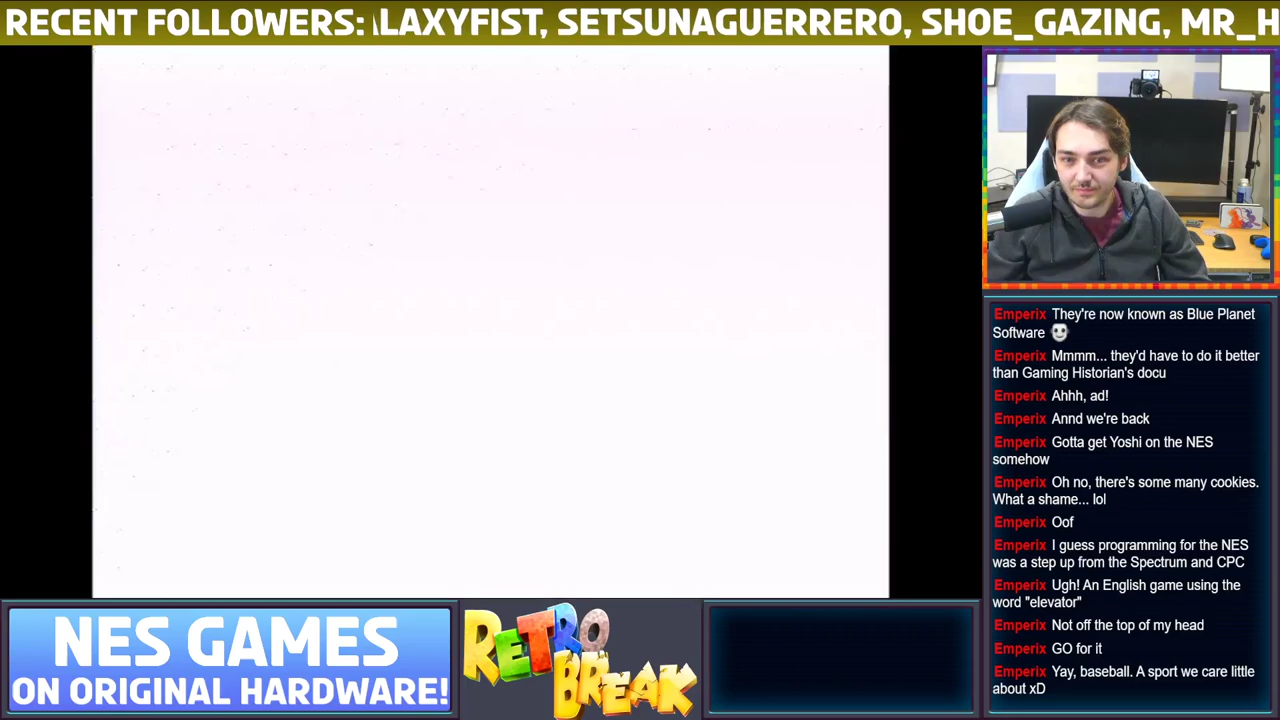 RECENT FOLLOWERS: ALAXYFIST, SETSUNAGUERRERO, SHOE_GAZING, MR_H
Emperix They're now known as Blue Planet
Software
Emperix Mmmm... they'd have to do it better
than Gaming Historian's docu
Emperix Ahhh, ad!
Emperix Annd we're back
Emperix Gotta get Yoshi on the NES
somehow
Emperix Oh no, there's some many cookies.
What a shame... lol
Emperix Oof
Emperix I guess programming for the NES
was a step up from the Spectrum and CPC
Emperix Ugh! An English game using the
word "elevator"
Emperix Not off the top of my head
Emperix GO for it
Emperix Yay, baseball. A sport we care little
about xD
NES GAMES
ON ORIGINAL HARDWARE!
RETRO
BREAK